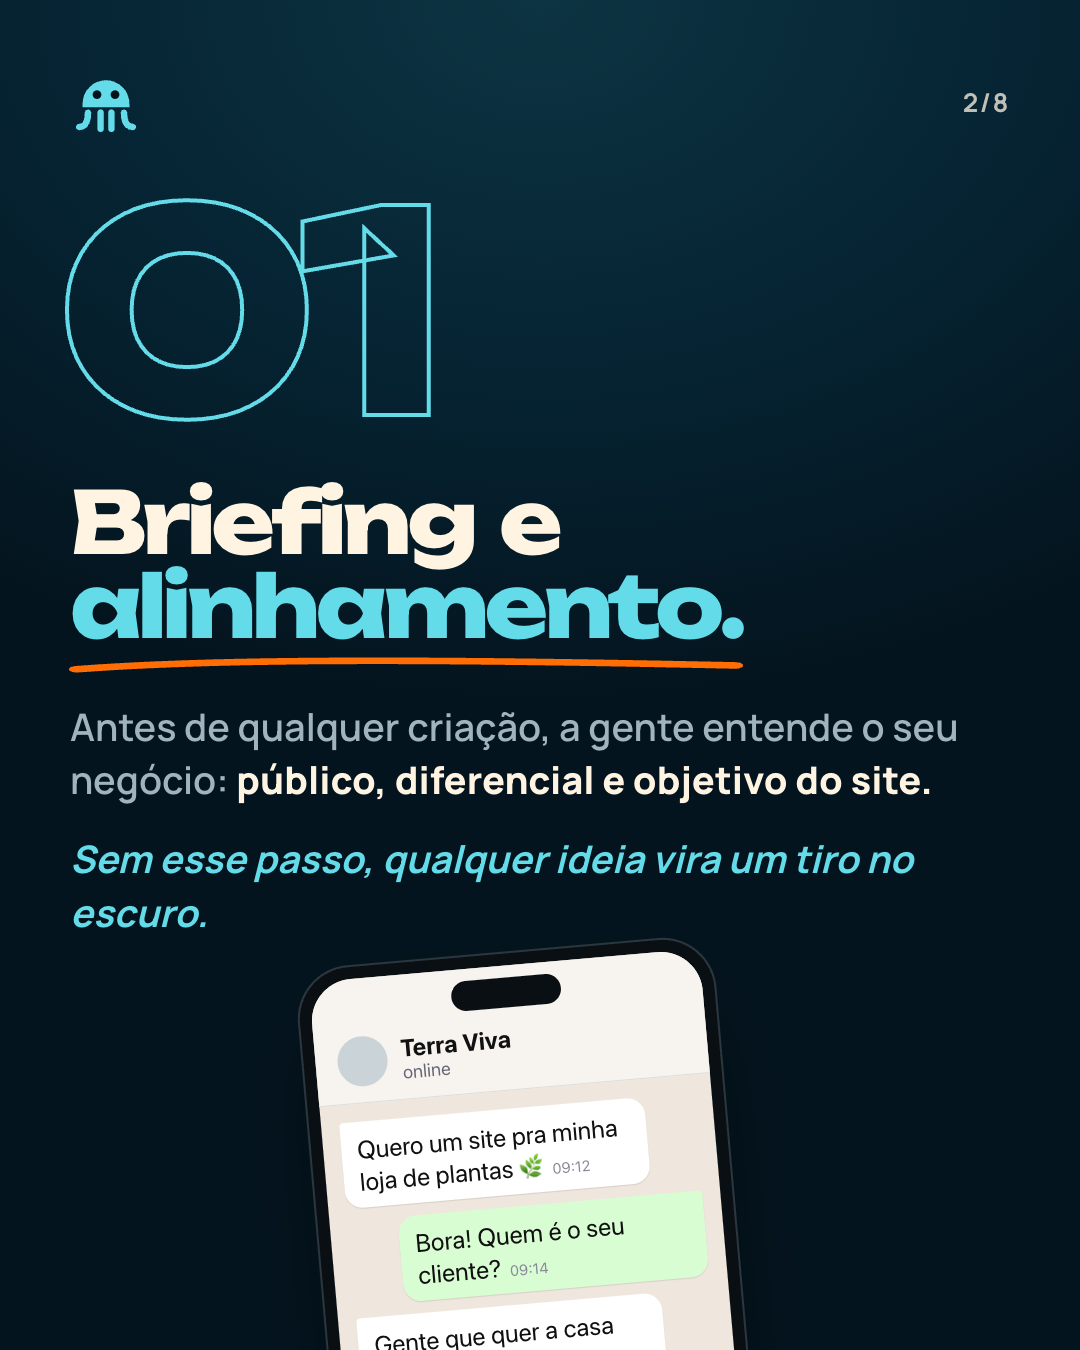 2/8
01
Briefing e
alinhamento.
Antes de qualquer criação, a gente entende o seu
negócio: público, diferencial e objetivo do site.
Sem esse passo, qualquer ideia vira um tiro no
escuro.
Terra Viva
online
Quero um site pra minha
loja de plantas 🌿 09:12
Bora! Quem é o seu
cliente? 09:14
Gente que quer a casa